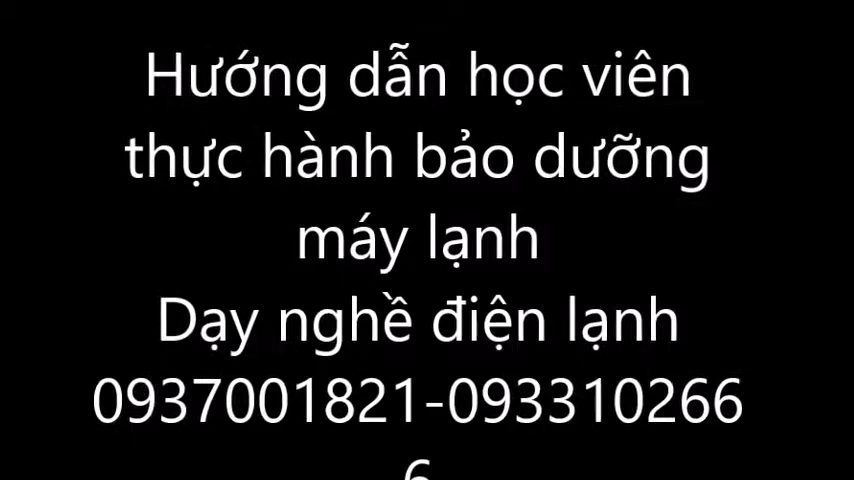 Hướng dẫn học viên
thực hành bảo dưỡng
máy lạnh
Dạy nghề điện lạnh
0937001821-093310266
6